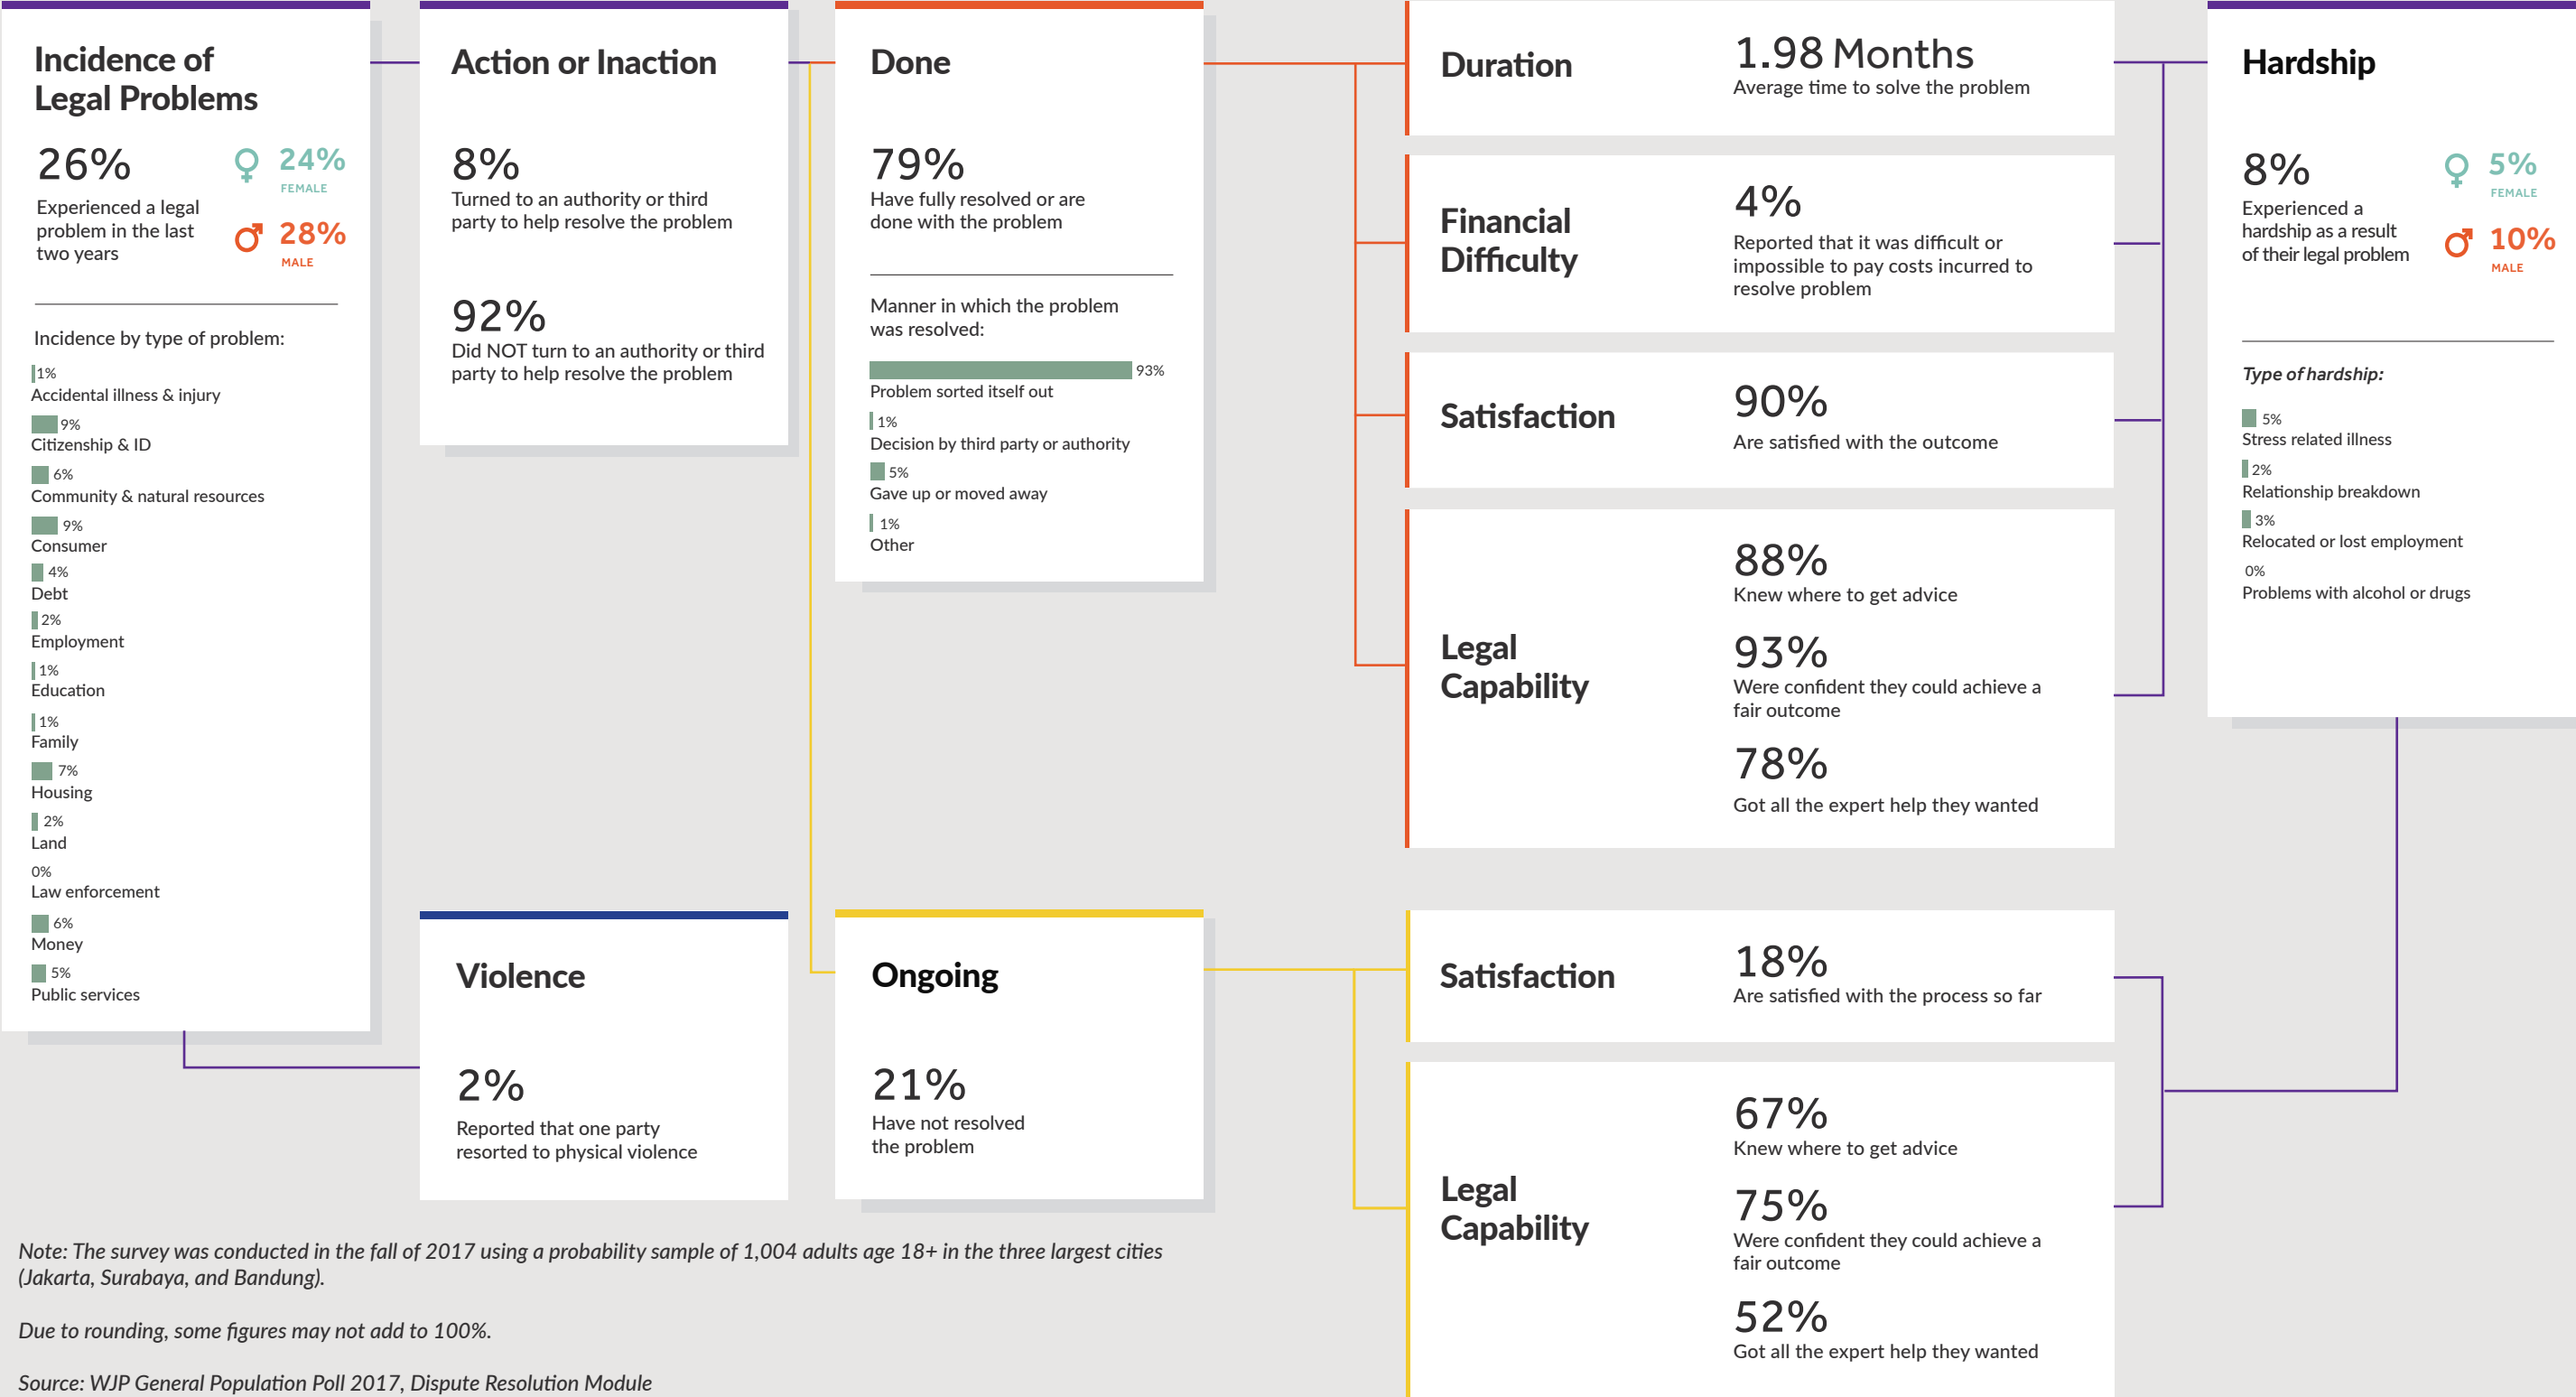 Incidence of
Legal Problems
26%
Experienced a legal
problem in the last
two years
24%
FEMALE
28%
MALE
Incidence by type of problem:
1%
Accidental illness & injury
9%
Citizenship & ID
6%
Community & natural resources
9%
Consumer
4%
Debt
2%
Employment
1%
Education
1%
Family
7%
Housing
2%
Land
0%
Law enforcement
6%
Money
5%
Public services
Action or Inaction
8%
Turned to an authority or third
party to help resolve the problem
92%
Did NOT turn to an authority or third
party to help resolve the problem
Violence
2%
Reported that one party
resorted to physical violence
Done
79%
Have fully resolved or are
done with the problem
Manner in which the problem
was resolved:
93%
Problem sorted itself out
1%
Decision by third party or authority
5%
Gave up or moved away
1%
Other
Ongoing
21%
Have not resolved
the problem
Duration
1.98 Months
Average time to solve the problem
Financial
Difficulty
4%
Reported that it was difficult or
impossible to pay costs incurred to
resolve problem
Satisfaction
90%
Are satisfied with the outcome
Legal
Capability
88%
Knew where to get advice
93%
Were confident they could achieve a
fair outcome
78%
Got all the expert help they wanted
Satisfaction
18%
Are satisfied with the process so far
Legal
Capability
67%
Knew where to get advice
75%
Were confident they could achieve a
fair outcome
52%
Got all the expert help they wanted
Hardship
8%
Experienced a
hardship as a result
of their legal problem
5%
FEMALE
10%
MALE
Type of hardship:
5%
Stress related illness
2%
Relationship breakdown
3%
Relocated or lost employment
0%
Problems with alcohol or drugs
Note: The survey was conducted in the fall of 2017 using a probability sample of 1,004 adults age 18+ in the three largest cities
(Jakarta, Surabaya, and Bandung).
Due to rounding, some figures may not add to 100%.
Source: WJP General Population Poll 2017, Dispute Resolution Module